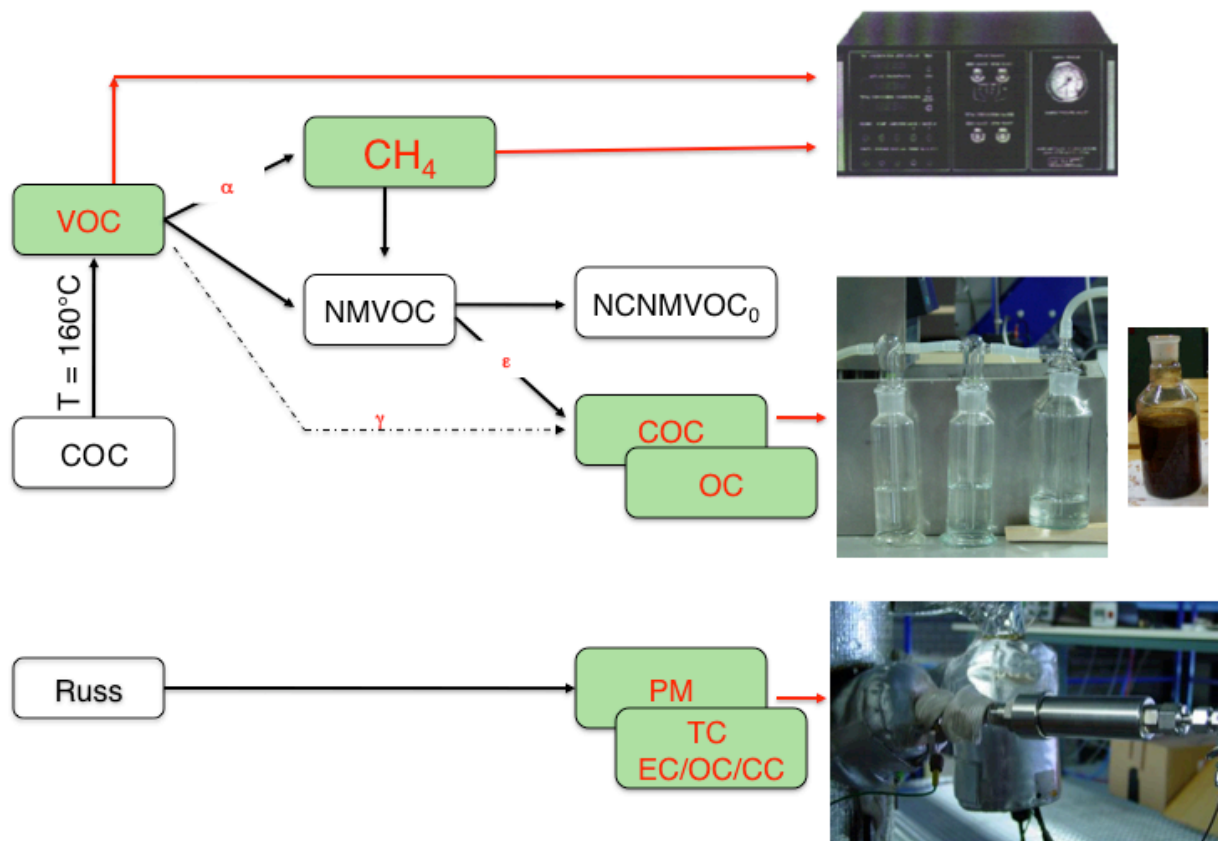 CH4
α
VOC
T = 160°C
NMVOC
NCNMVOC0
ε
γ
COC
COC
OC
Russ
PM
TC
EC/OC/CC